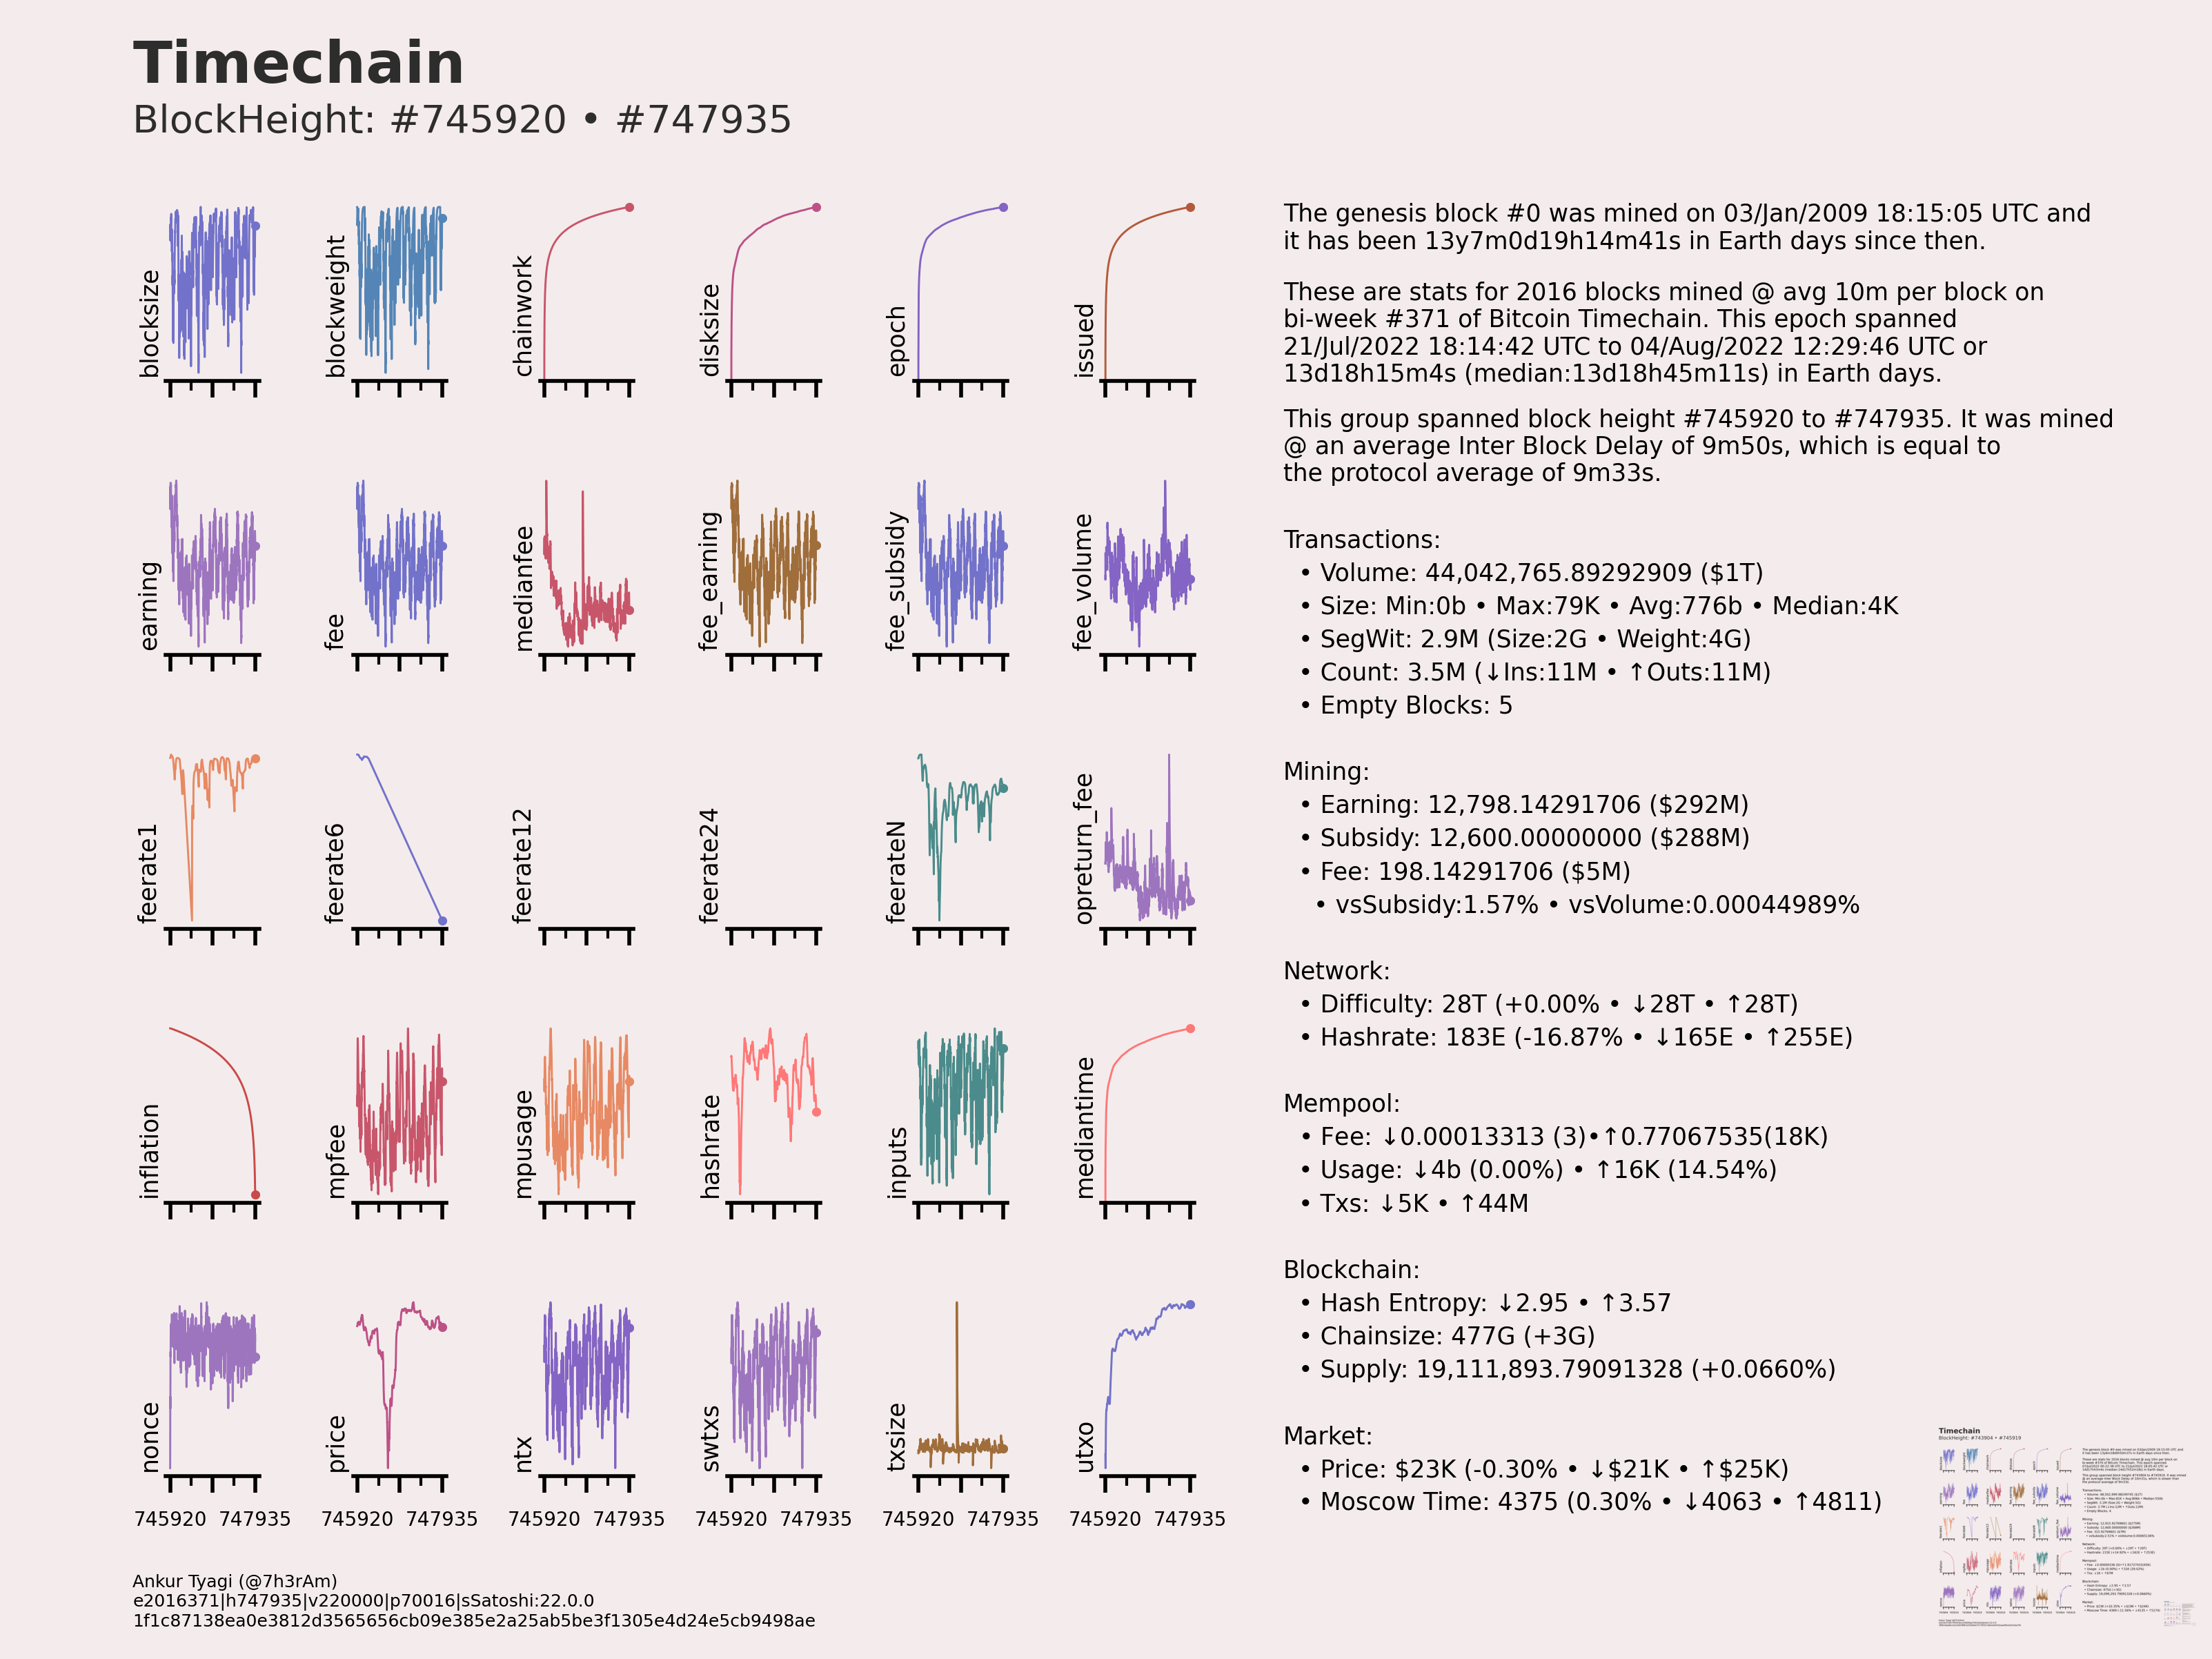 Timechain
BlockHeight: #745920 • #747935
blocksize
blockweight
chainwork
disksize
epoch
issued
earning
fee
medianfee
fee_earning
fee_subsidy
fee_volume
feerate1
feerate6
feerate12
feerate24
feerateN
opreturn_fee
inflation
mpfee
mpusage
hashrate
inputs
mediantime
nonce
price
ntx
swtxs
txsize
utxo
745920 747935 745920 747935 745920 747935 745920 747935 745920 747935 745920 747935
The genesis block #0 was mined on 03/Jan/2009 18:15:05 UTC and
it has been 13y7m0d19h14m41s in Earth days since then.
These are stats for 2016 blocks mined @ avg 10m per block on
bi-week #371 of Bitcoin Timechain. This epoch spanned
21/Jul/2022 18:14:42 UTC to 04/Aug/2022 12:29:46 UTC or
13d18h15m4s (median:13d18h45m11s) in Earth days.
This group spanned block height #745920 to #747935. It was mined
@ an average Inter Block Delay of 9m50s, which is equal to
the protocol average of 9m33s.
Transactions:
• Volume: 44,042,765.89292909 ($1T)
• Size: Min:0b • Max:79K • Avg:776b • Median:4K
• SegWit: 2.9M (Size:2G • Weight:4G)
• Count: 3.5M (↓Ins:11M • ↑Outs:11M)
• Empty Blocks: 5
Mining:
• Earning: 12,798.14291706 ($292M)
• Subsidy: 12,600.00000000 ($288M)
• Fee: 198.14291706 ($5M)
• vsSubsidy:1.57% • vsVolume:0.00044989%
Network:
• Difficulty: 28T (+0.00% • ↓28T • ↑28T)
• Hashrate: 183E (-16.87% • ↓165E • ↑255E)
Mempool:
• Fee: ↓0.00013313 (3)•↑0.77067535(18K)
• Usage: ↓4b (0.00%) • ↑16K (14.54%)
• Txs: ↓5K • ↑44M
Blockchain:
• Hash Entropy: ↓2.95 • ↑3.57
• Chainsize: 477G (+3G)
• Supply: 19,111,893.79091328 (+0.0660%)
Market:
• Price: $23K (-0.30% • ↓$21K • ↑$25K)
• Moscow Time: 4375 (0.30% • ↓4063 • ↑4811)
Ankur Tyagi (@7h3rAm)
e2016371|h747935|v220000|p70016|sSatoshi:22.0.0
1f1c87138ea0e3812d3565656cb09e385e2a25ab5be3f1305e4d24e5cb9498ae
Timechain
BlockHeight: #743904 • #745919